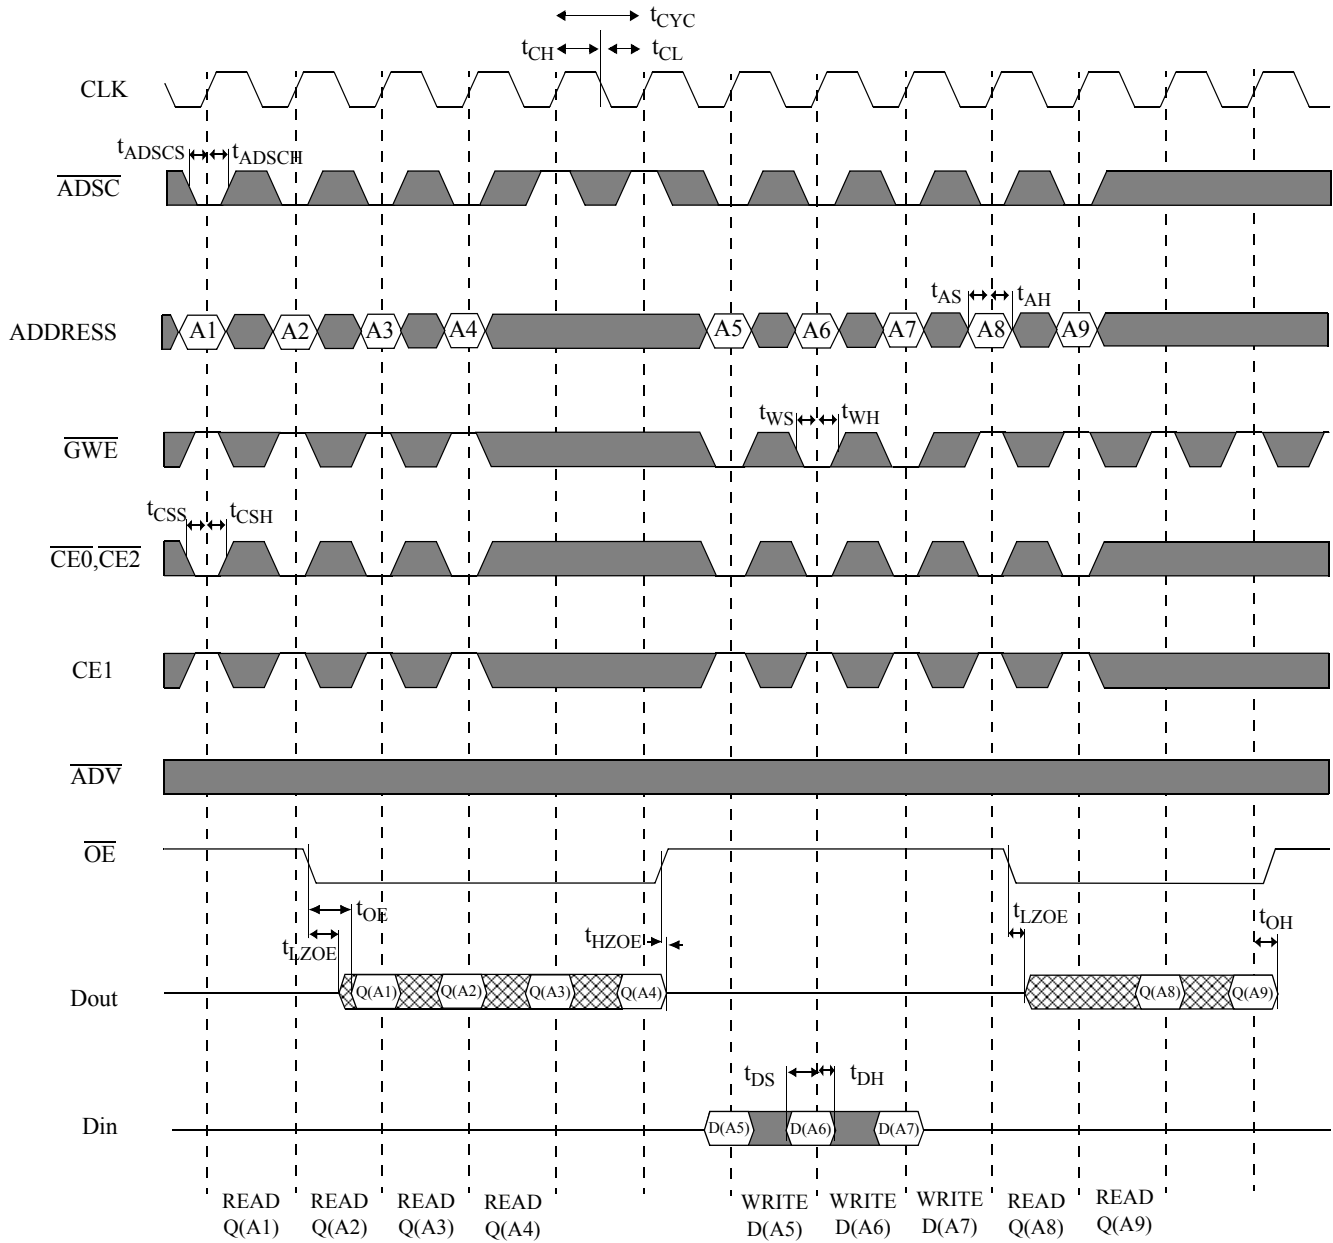 tCYC
tCH tCL
CLK
tADSCS tADSCH
ADSC
tAS tAH
ADDRESS A1 A2 A3 A4 A5 A6 A7 A8 A9
tWS tWH
GWE
tCSS tCSH
CE0,CE2
CE1
ADV
OE
tOE tLZOE tOH
tLZOE tHZOE
Dout Q(A1) Q(A2) Q(A3) Q(A4) Q(A8) Q(A9)
tDS tDH
Din D(A5) D(A6) D(A7)
READ READ READ READ WRITE WRITE WRITE READ READ
Q(A1) Q(A2) Q(A3) Q(A4) D(A5) D(A6) D(A7) Q(A8) Q(A9)